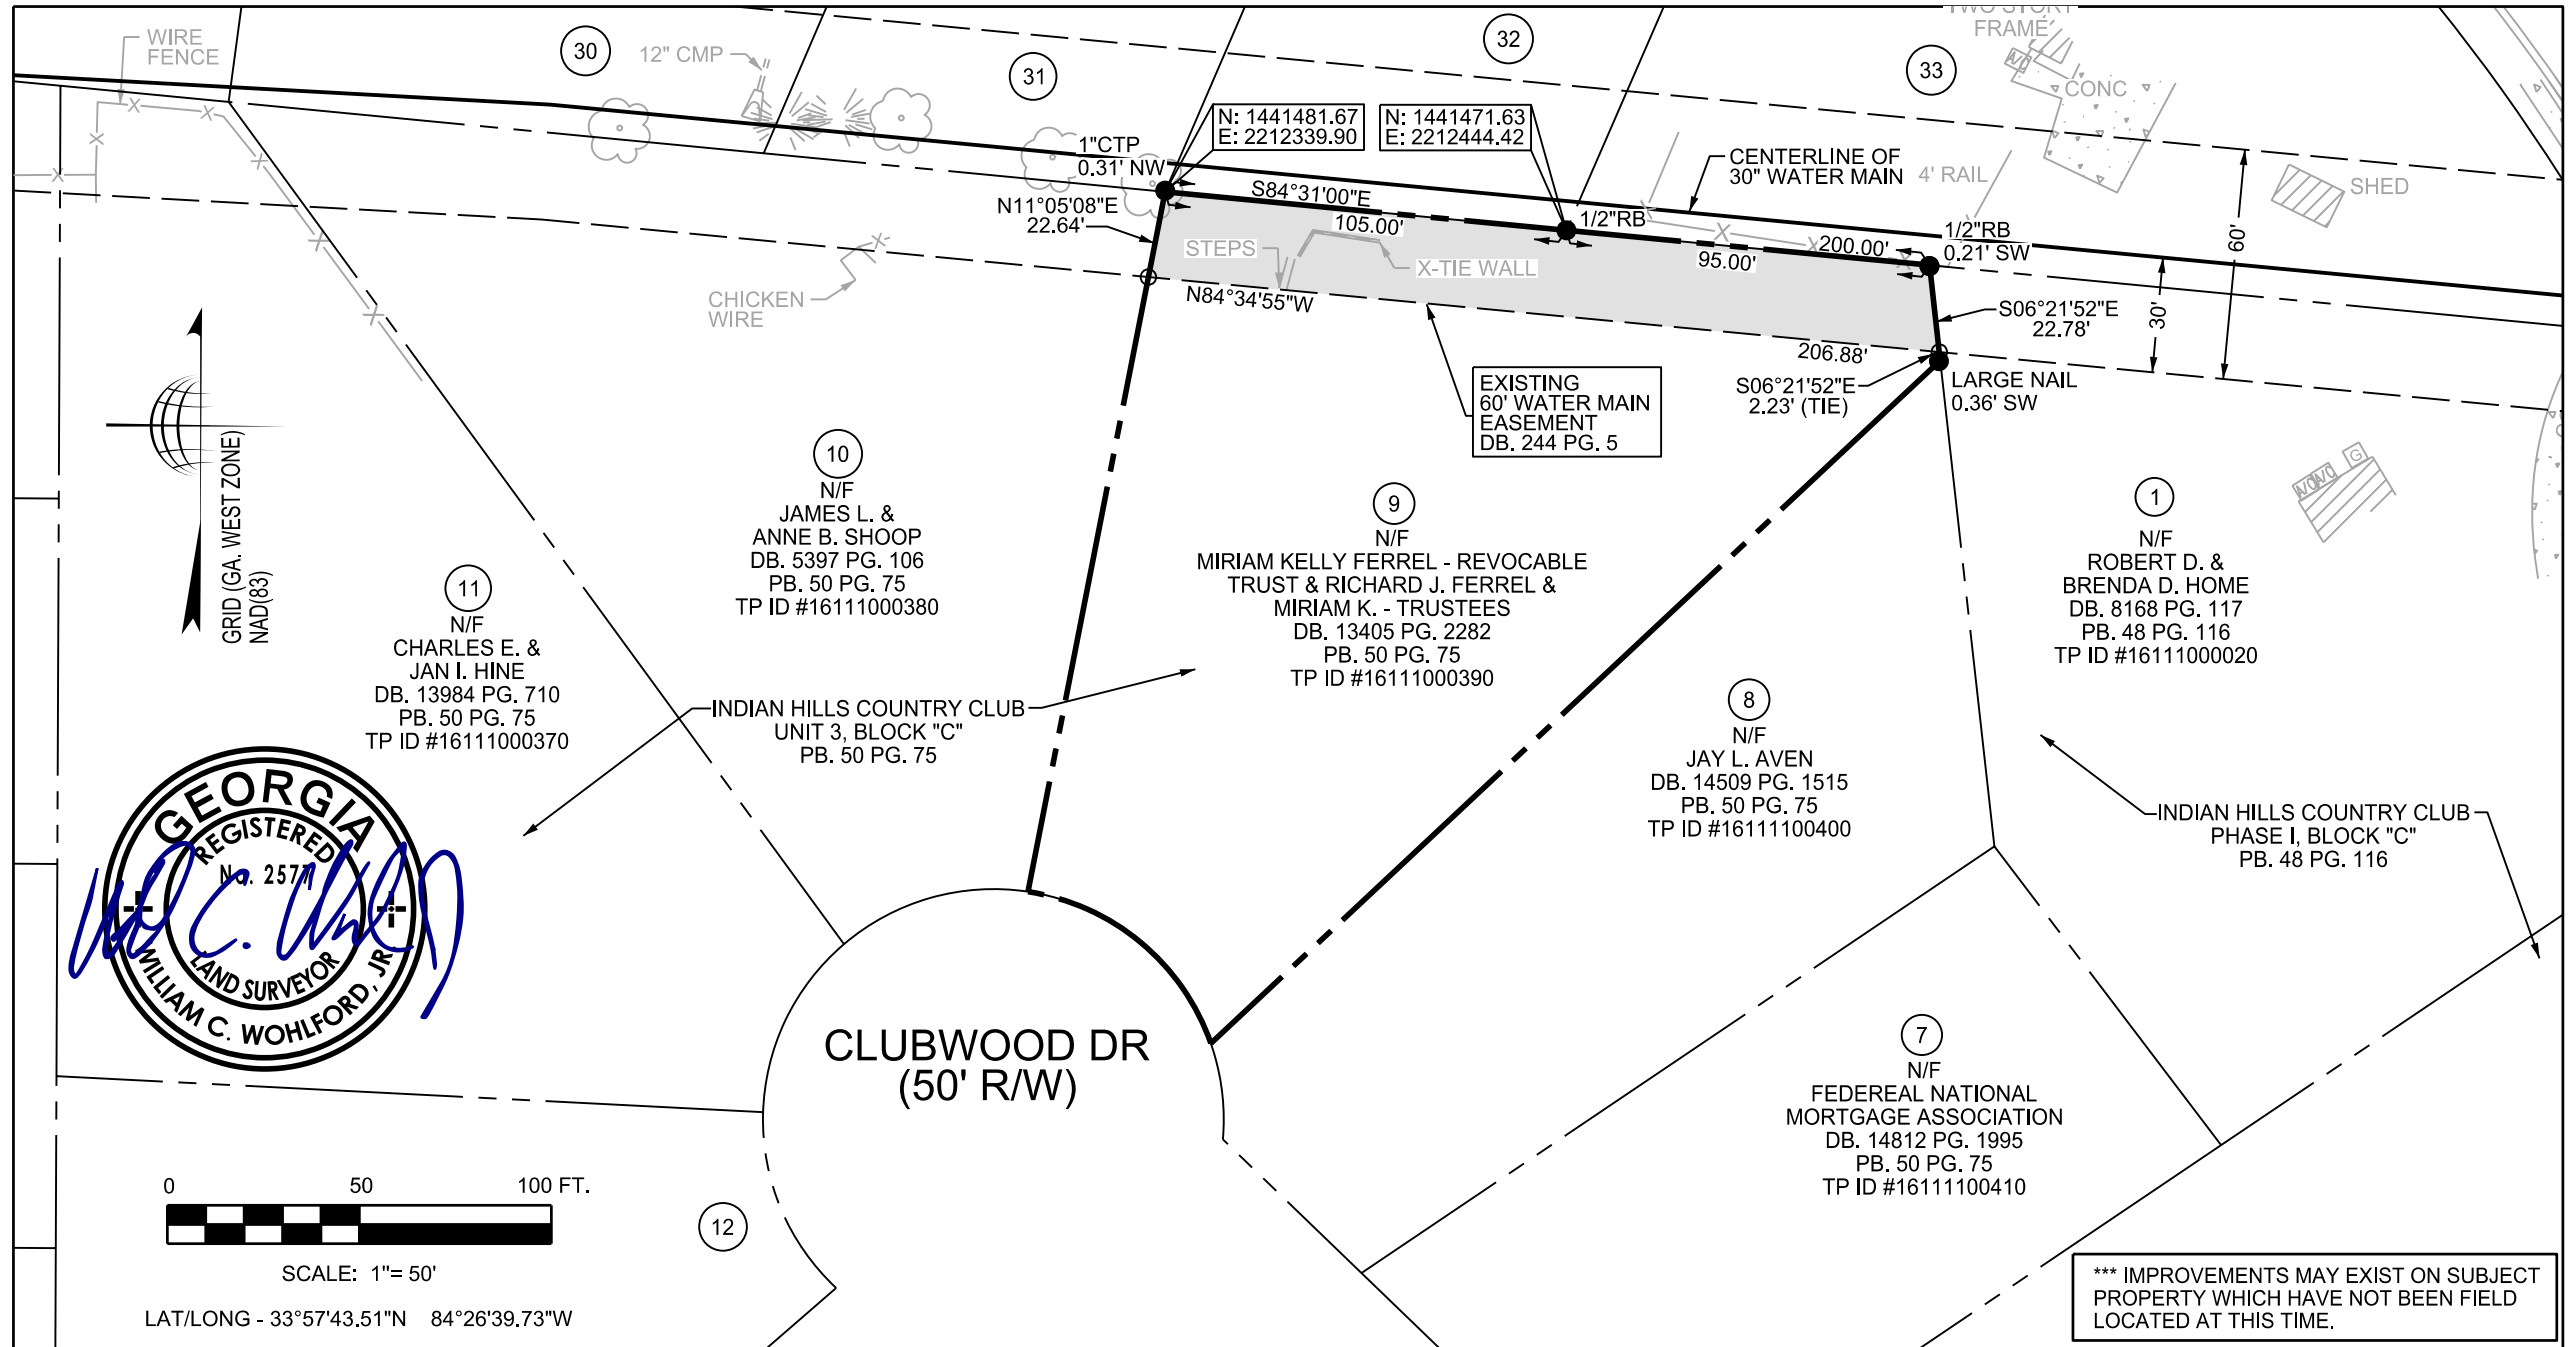 WIRE
FENCE
30
12" CMP
31
32
TWO STORY
FRAME
33
A/C
CONC
N: 1441481.67
E: 2212339.90
N: 1441471.63
E: 2212444.42
1"CTP
0.31' NW
CENTERLINE OF
30" WATER MAIN
4' RAIL
SHED
N11°05'08"E
22.64'
S84°31'00"E
105.00'
1/2"RB
95.00'
200.00'
1/2"RB
0.21' SW
60'
30'
STEPS
X-TIE WALL
CHICKEN
WIRE
N84°34'55"W
206.88'
S06°21'52"E
22.78'
S06°21'52"E
2.23' (TIE)
LARGE NAIL
0.36' SW
EXISTING
60' WATER MAIN
EASEMENT
DB. 244 PG. 5
GRID (GA. WEST ZONE)
NAD(83)
10
N/F
JAMES L. &
ANNE B. SHOOP
DB. 5397 PG. 106
PB. 50 PG. 75
TP ID #16111000380
9
N/F
MIRIAM KELLY FERREL - REVOCABLE
TRUST & RICHARD J. FERREL &
MIRIAM K. - TRUSTEES
DB. 13405 PG. 2282
PB. 50 PG. 75
TP ID #16111000390
A/C
A/C
G
1
N/F
ROBERT D. &
BRENDA D. HOME
DB. 8168 PG. 117
PB. 48 PG. 116
TP ID #16111000020
11
N/F
CHARLES E. &
JAN I. HINE
DB. 13984 PG. 710
PB. 50 PG. 75
TP ID #16111000370
INDIAN HILLS COUNTRY CLUB
UNIT 3, BLOCK "C"
PB. 50 PG. 75
8
N/F
JAY L. AVEN
DB. 14509 PG. 1515
PB. 50 PG. 75
TP ID #16111100400
INDIAN HILLS COUNTRY CLUB
PHASE I, BLOCK "C"
PB. 48 PG. 116
GEORGIA
REGISTERED
No. 2577
LAND SURVEYOR
WILLIAM C. WOHLFORD, JR.
CLUBWOOD DR
(50' R/W)
7
N/F
FEDEREAL NATIONAL
MORTGAGE ASSOCIATION
DB. 14812 PG. 1995
PB. 50 PG. 75
TP ID #16111100410
12
0 50 100 FT.
SCALE: 1"= 50'
LAT/LONG - 33°57'43.51"N 84°26'39.73"W
*** IMPROVEMENTS MAY EXIST ON SUBJECT
PROPERTY WHICH HAVE NOT BEEN FIELD
LOCATED AT THIS TIME.